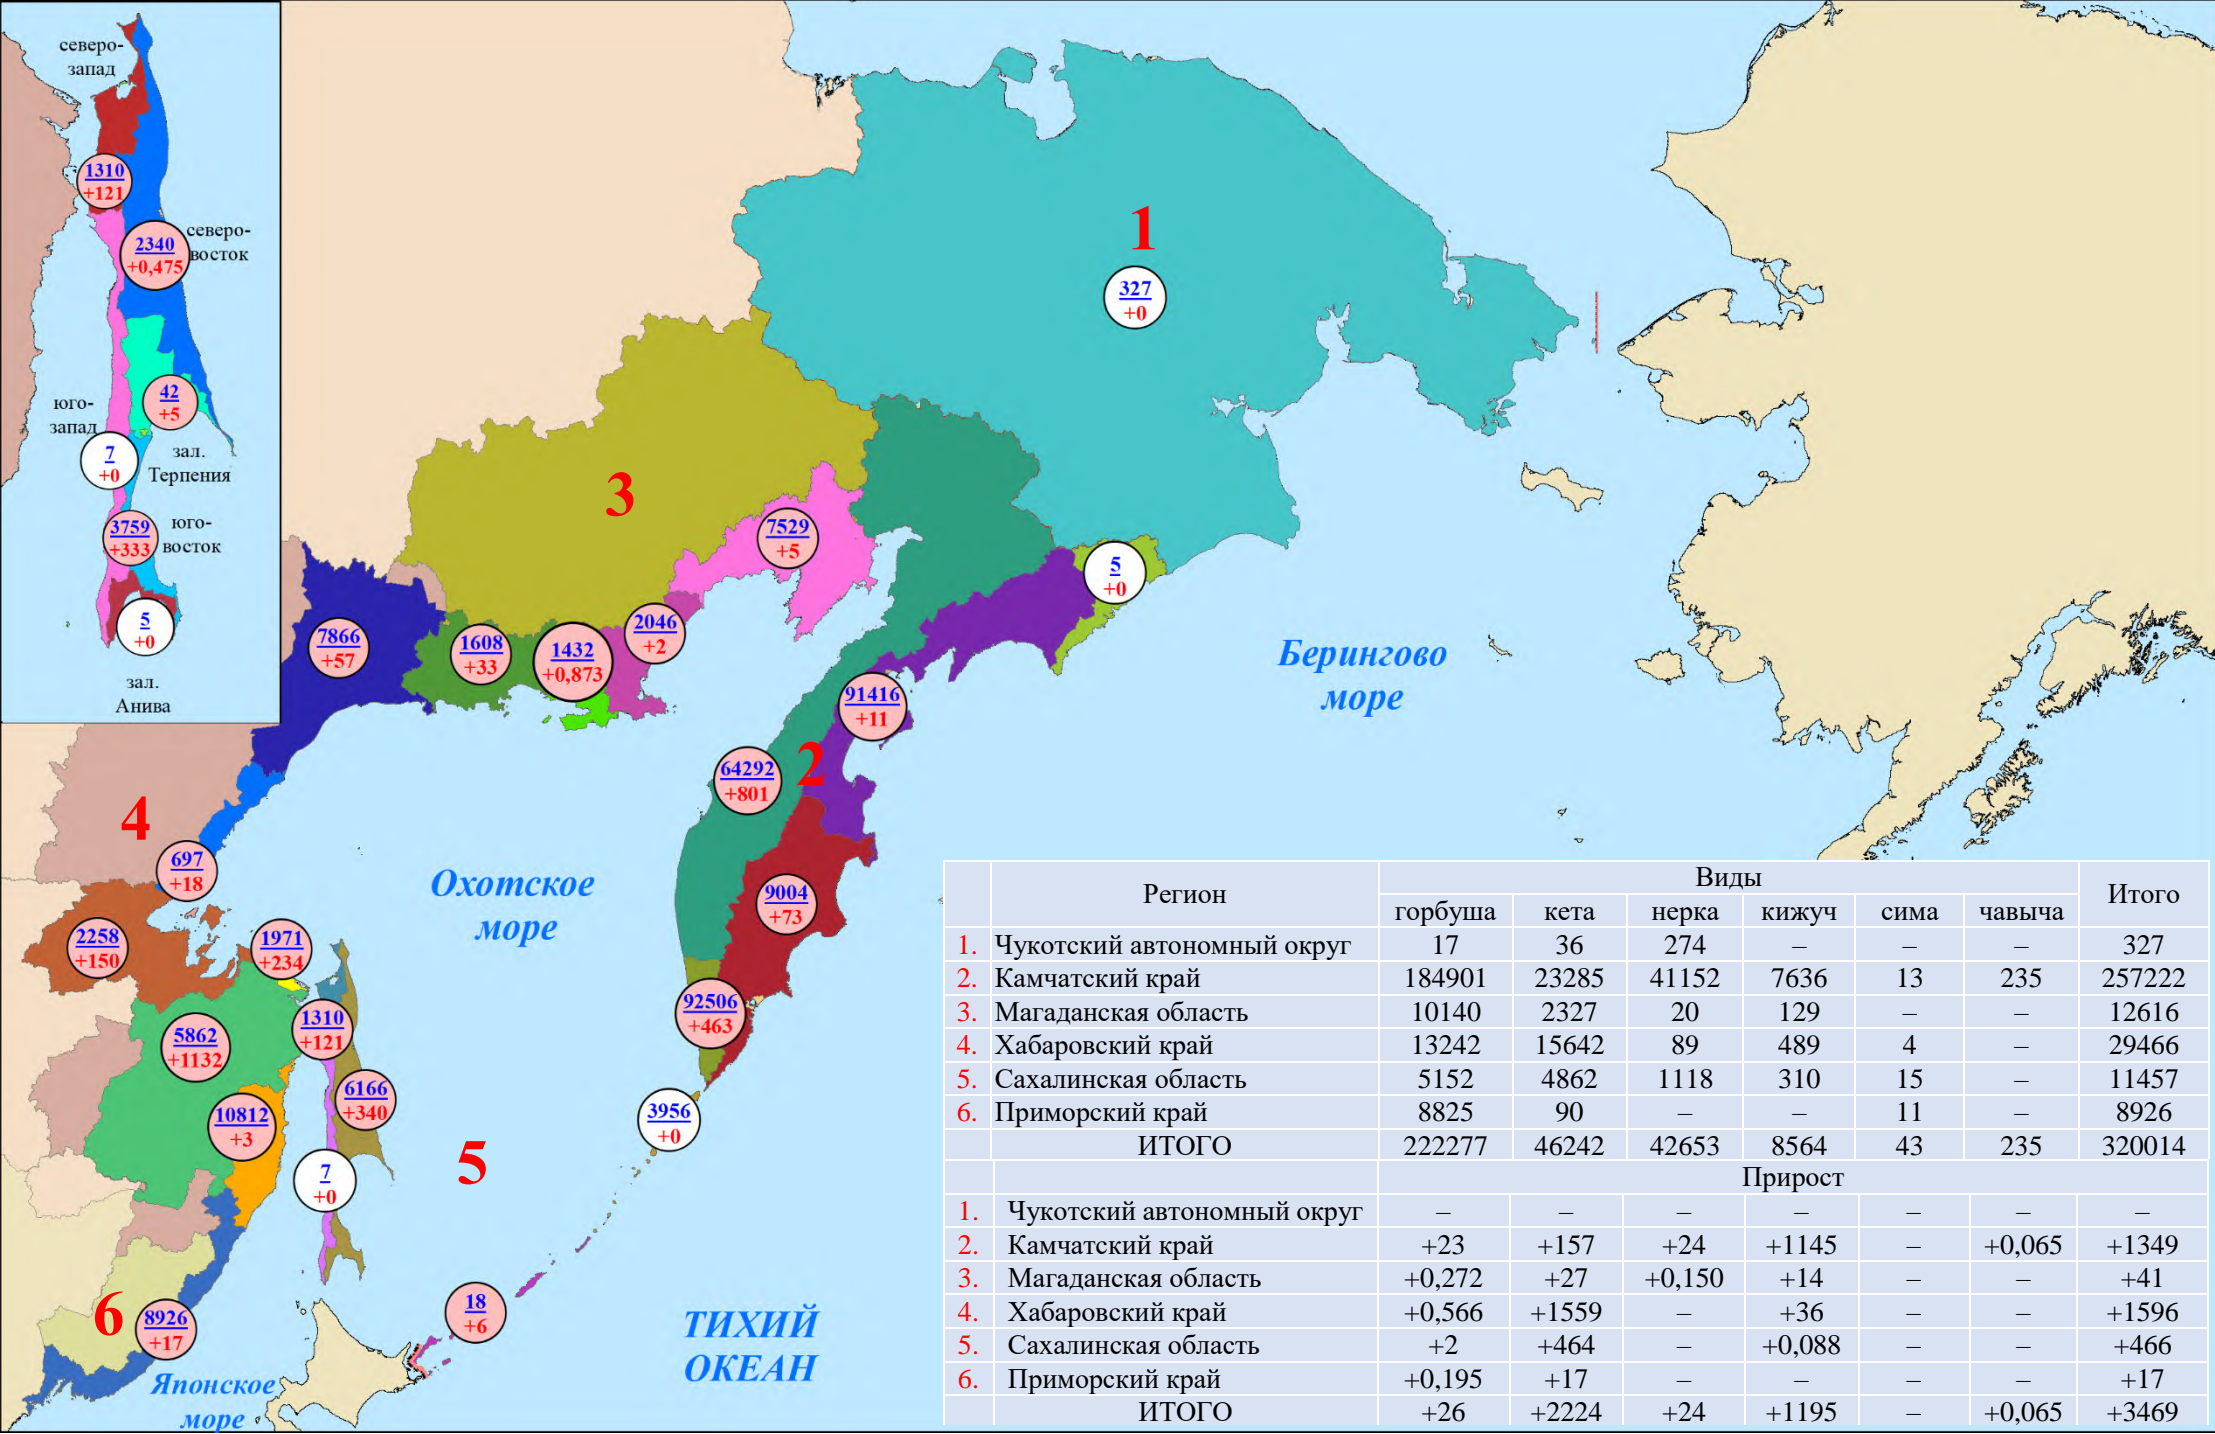 северо-
запад
1310
+121
2340
+0,475
северо-
восток
42
+5
юго-
запад
7
+0
зал.
Терпения
3759
+333
юго-
восток
5
+0
зал.
Анива
1
327
+0
3
7529
+5
5
+0
7866
+57
1608
+33
1432
+0,873
2046
+2
Берингово
море
91416
+11
2
64292
+801
4
697
+18
Охотское
море
9004
+73
2258
+150
1971
+234
92506
+463
1310
+121
5862
+1132
6166
+340
10812
+3
3956
+0
5
7
+0
6
8926
+17
18
+6
ТИХИЙ
ОКЕАН
Японское
море
Регион Виды Итого
горбуша кета нерка кижуч сима чавыча
1. Чукотский автономный округ 17 36 274 – – – 327
2. Камчатский край 184901 23285 41152 7636 13 235 257222
3. Магаданская область 10140 2327 20 129 – – 12616
4. Хабаровский край 13242 15642 89 489 4 – 29466
5. Сахалинская область 5152 4862 1118 310 15 – 11457
6. Приморский край 8825 90 – – 11 – 8926
ИТОГО 222277 46242 42653 8564 43 235 320014
Прирост
1. Чукотский автономный округ – – – – – – –
2. Камчатский край +23 +157 +24 +1145 – +0,065 +1349
3. Магаданская область +0,272 +27 +0,150 +14 – – +41
4. Хабаровский край +0,566 +1559 – +36 – – +1596
5. Сахалинская область +2 +464 – +0,088 – – +466
6. Приморский край +0,195 +17 – – – – +17
ИТОГО +26 +2224 +24 +1195 – +0,065 +3469